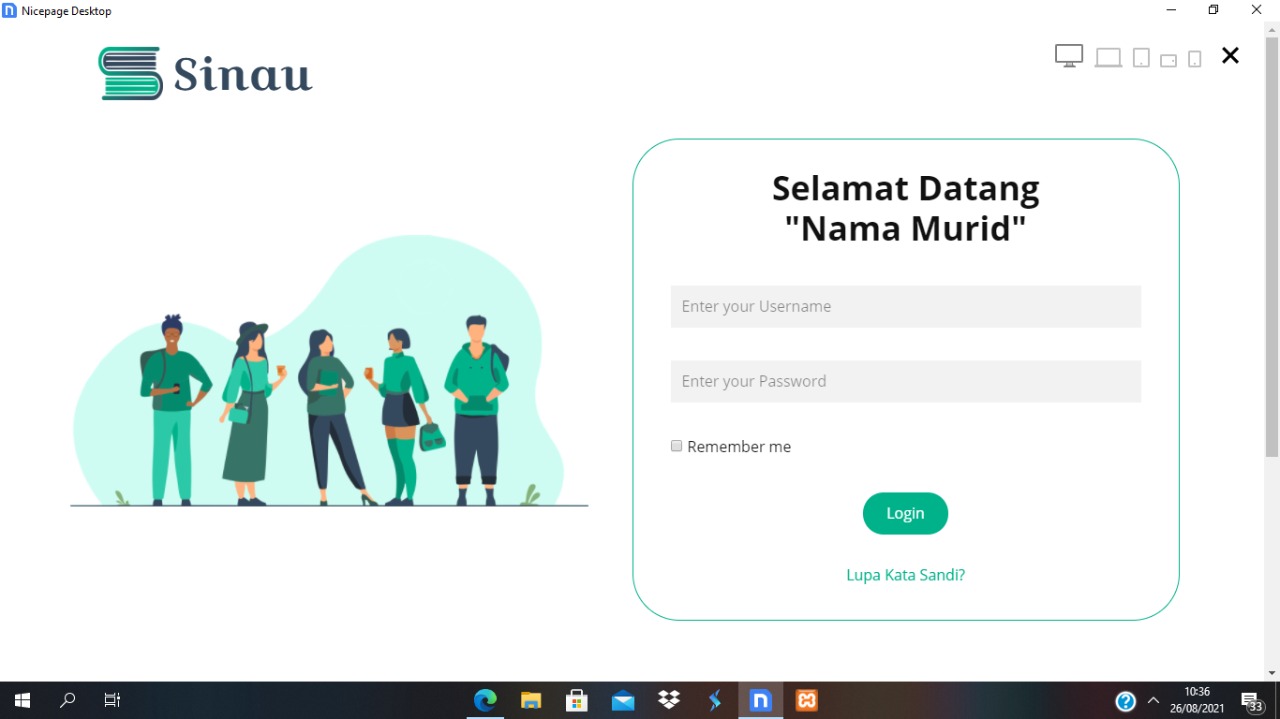 Nicepage Desktop
Sinau
Selamat Datang
"Nama Murid"
Enter your Username
Enter your Password
Remember me
Login
Lupa Kata Sandi?
10:36
26/08/2021
33